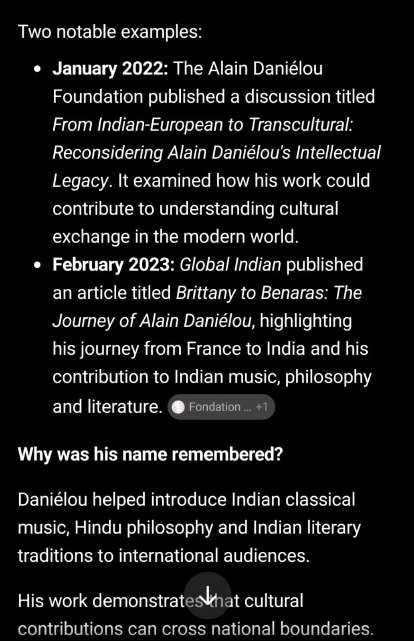 Two notable examples:
• January 2022: The Alain Daniélou
Foundation published a discussion titled
From Indian-European to Transcultural:
Reconsidering Alain Daniélou's Intellectual
Legacy. It examined how his work could
contribute to understanding cultural
exchange in the modern world.
• February 2023: Global Indian published
an article titled Brittany to Benaras: The
Journey of Alain Daniélou, highlighting
his journey from France to India and his
contribution to Indian music, philosophy
and literature. Fondation ... +1
Why was his name remembered?
Daniélou helped introduce Indian classical
music, Hindu philosophy and Indian literary
traditions to international audiences.
His work demonstrates that cultural
contributions can cross national boundaries.